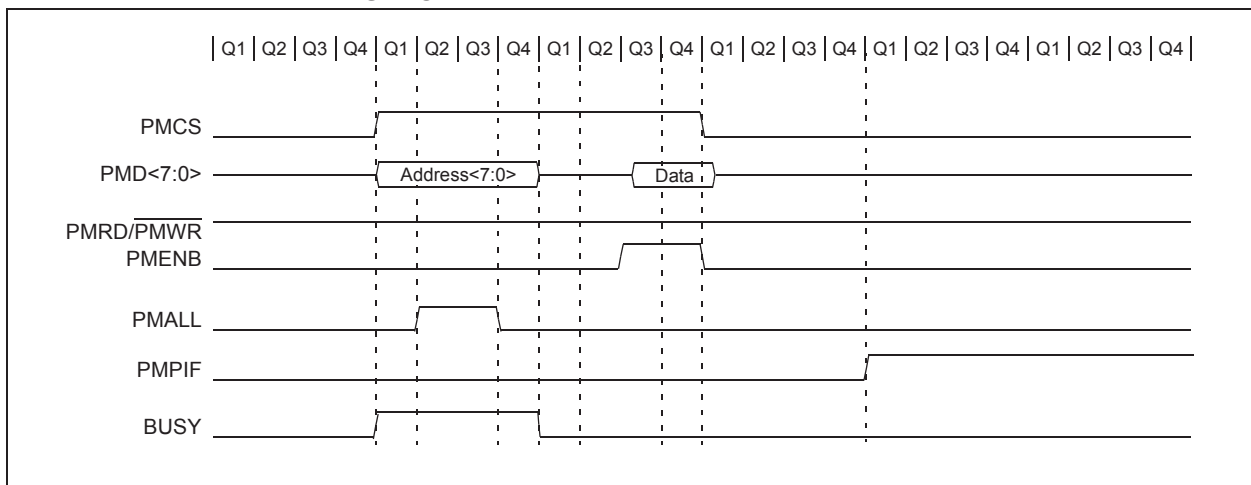 | Q1 | Q2 | Q3 | Q4 | Q1 | Q2 | Q3 | Q4 | Q1 | Q2 | Q3 | Q4 | Q1 | Q2 | Q3 | Q4 | Q1 | Q2 | Q3 | Q4 | Q1 | Q2 | Q3 | Q4 |
PMCS
PMD<7:0> Address<7:0> Data
PMRD/PMWR
PMENB
PMALL
PMPIF
BUSY